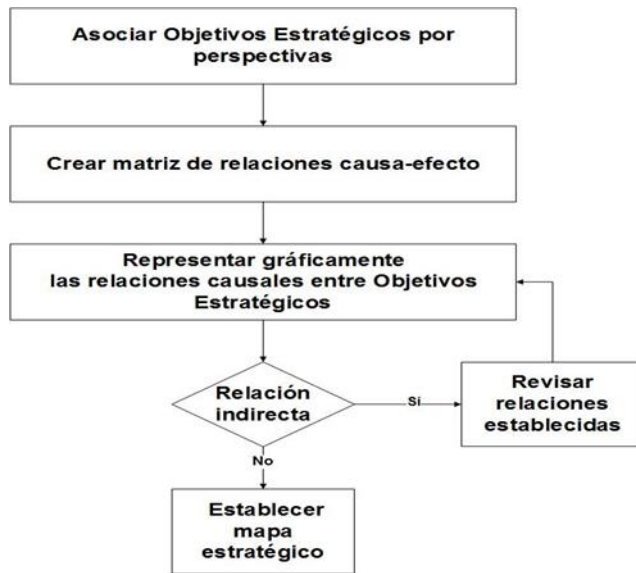 Asociar Objetivos Estratégicos por
perspectivas
Crear matriz de relaciones causa-efecto
Representar gráficamente
las relaciones causales entre Objetivos
Estratégicos
Relación
indirecta
Sí
Revisar
relaciones
establecidas
No
Establecer
mapa
estratégico